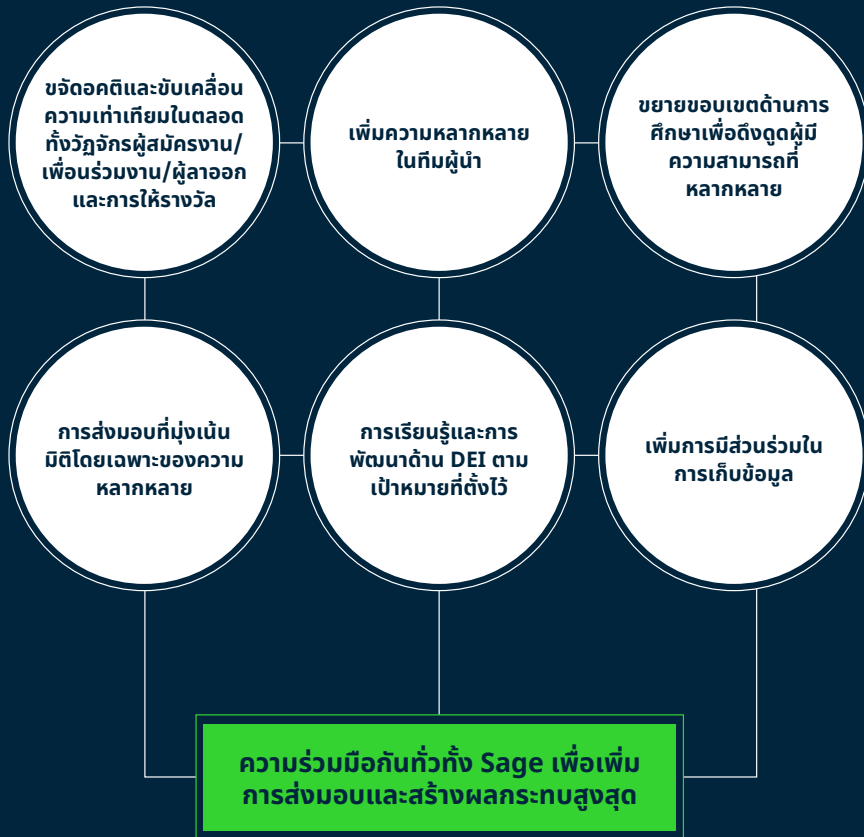 ขจัดอคติและขับเคลื่อน
ความเท่าเทียมในตลอด
ทั้งวัฏจักรผู้สมัครงาน/
เพื่อนร่วมงาน/ผู้ลาออก
และการให้รางวัล
เพิ่มความหลากหลาย
ในทีมผู้นำ
ขยายขอบเขตด้านการ
ศึกษาเพื่อดึงดูดผู้มี
ความสามารถที่
หลากหลาย
การส่งมอบที่มุ่งเน้น
มิติโดยเฉพาะของความ
หลากหลาย
การเรียนรู้และการ
พัฒนาด้าน DEI ตาม
เป้าหมายที่ตั้งไว้
เพิ่มการมีส่วนร่วมใน
การเก็บข้อมูล
ความร่วมมือกันทั่วทั้ง Sage เพื่อเพิ่ม
การส่งมอบและสร้างผลกระทบสูงสุด